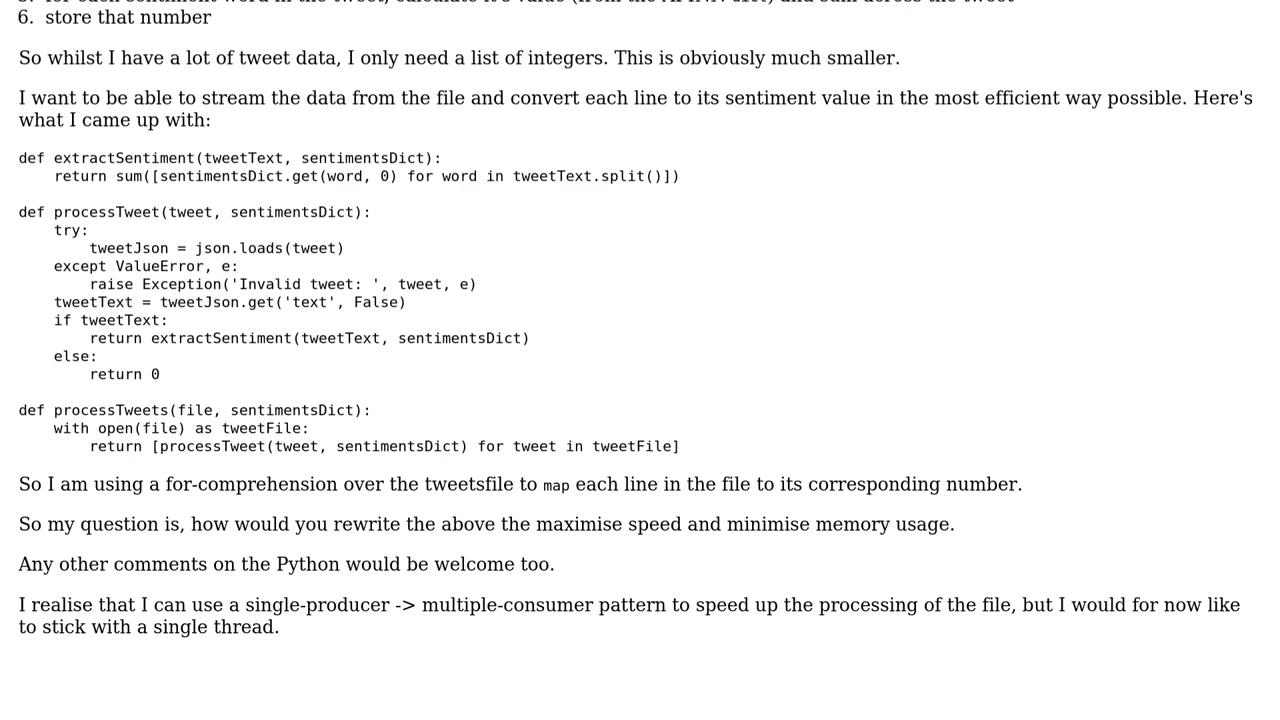 6. store that number
So whilst I have a lot of tweet data, I only need a list of integers. This is obviously much smaller.
I want to be able to stream the data from the file and convert each line to its sentiment value in the most efficient way possible. Here's
what I came up with:
def extractSentiment(tweetText, sentimentsDict):
    return sum([sentimentsDict.get(word, 0) for word in tweetText.split()])
def processTweet(tweet, sentimentsDict):
    try:
        tweetJson = json.loads(tweet)
    except ValueError, e:
        raise Exception('Invalid tweet: ', tweet, e)
    tweetText = tweetJson.get('text', False)
    if tweetText:
        return extractSentiment(tweetText, sentimentsDict)
    else:
        return 0
def processTweets(file, sentimentsDict):
    with open(file) as tweetFile:
        return [processTweet(tweet, sentimentsDict) for tweet in tweetFile]
So I am using a for-comprehension over the tweetsfile to map each line in the file to its corresponding number.
So my question is, how would you rewrite the above the maximise speed and minimise memory usage.
Any other comments on the Python would be welcome too.
I realise that I can use a single-producer -> multiple-consumer pattern to speed up the processing of the file, but I would for now like
to stick with a single thread.